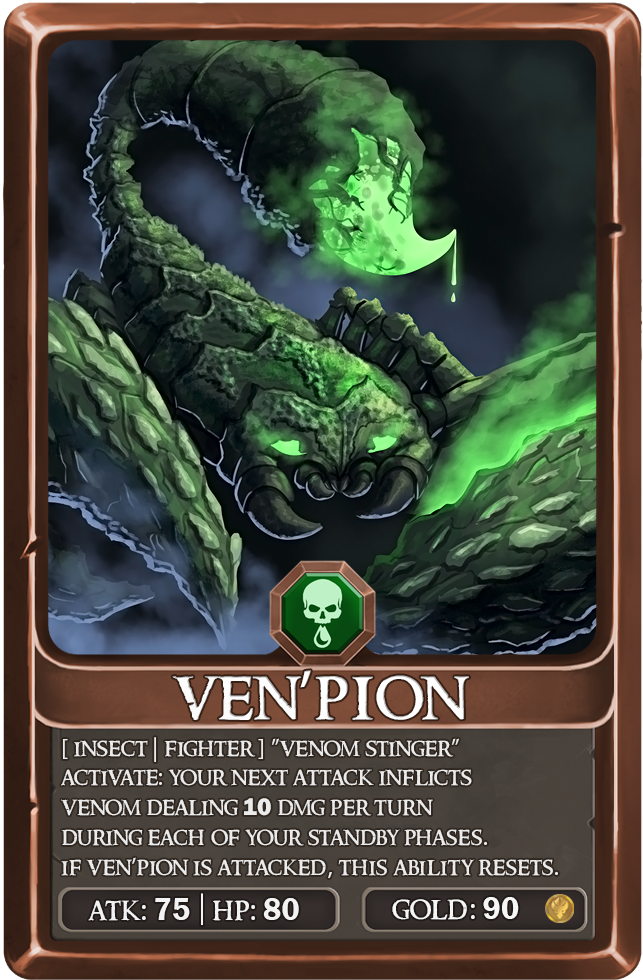 VEN'PION
[ INSECT | FIGHTER ] "VENOM STINGER"
ACTIVATE: YOUR NEXT ATTACK INFLICTS
VENOM DEALING 10 DMG PER TURN
DURING EACH OF YOUR STANDBY PHASES.
IF VEN'PION IS ATTACKED, THIS ABILITY RESETS.
ATK: 75 | HP: 80 GOLD: 90